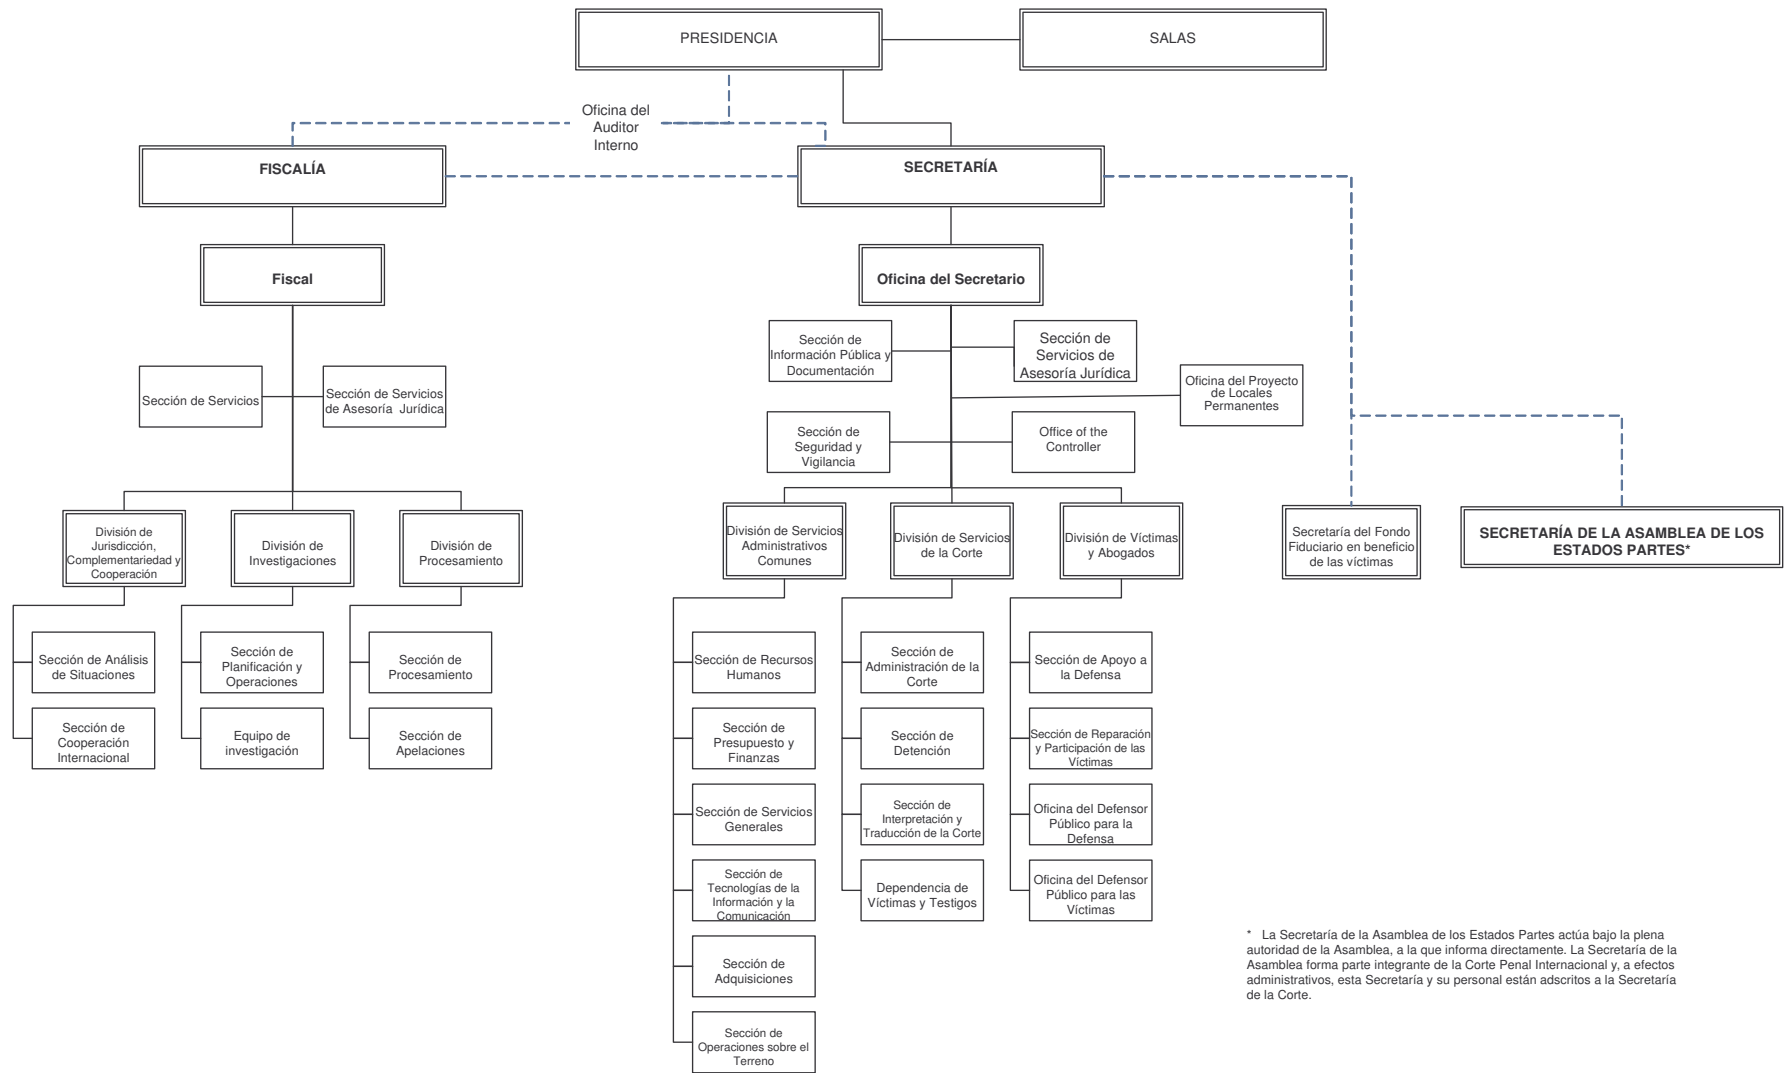 PRESIDENCIA
SALAS
Oficina del
Auditor
Interno
FISCALÍA
SECRETARÍA
Fiscal
Oficina del Secretario
Sección de
Información Pública y
Documentación
Sección de
Servicios de
Asesoría Jurídica
Sección de Servicios
Sección de Servicios
de Asesoría Jurídica
Oficina del Proyecto
de Locales
Permanentes
Sección de
Seguridad y
Vigilancia
Office of the
Controller
División de
Jurisdicción,
Complementariedad y
Cooperación
División de
Investigaciones
División de
Procesamiento
División de Servicios
Administrativos
Comunes
División de Servicios
de la Corte
División de Víctimas
y Abogados
Secretaría del Fondo
Fiduciario en beneficio
de las víctimas
SECRETARÍA DE LA ASAMBLEA DE LOS
ESTADOS PARTES*
Sección de Análisis
de Situaciones
Sección de
Planificación y
Operaciones
Sección de
Procesamiento
Sección de Recursos
Humanos
Sección de
Administración de la
Corte
Sección de Apoyo a
la Defensa
Sección de
Cooperación
Internacional
Equipo de
investigación
Sección de
Apelaciones
Sección de
Presupuesto y
Finanzas
Sección de
Detención
Sección de Reparación
y Participación de las
Víctimas
Sección de Servicios
Generales
Sección de
Interpretación y
Traducción de la Corte
Oficina del Defensor
Público para la
Defensa
Sección de
Tecnologías de la
Información y la
Comunicación
Dependencia de
Víctimas y Testigos
Oficina del Defensor
Público para las
Víctimas
Sección de
Adquisiciones
Sección de
Operaciones sobre el
Terreno
* La Secretaría de la Asamblea de los Estados Partes actúa bajo la plena
autoridad de la Asamblea, a la que informa directamente. La Secretaría de la
Asamblea forma parte integrante de la Corte Penal Internacional y, a efectos
administrativos, esta Secretaría y su personal están adscritos a la Secretaría
de la Corte.